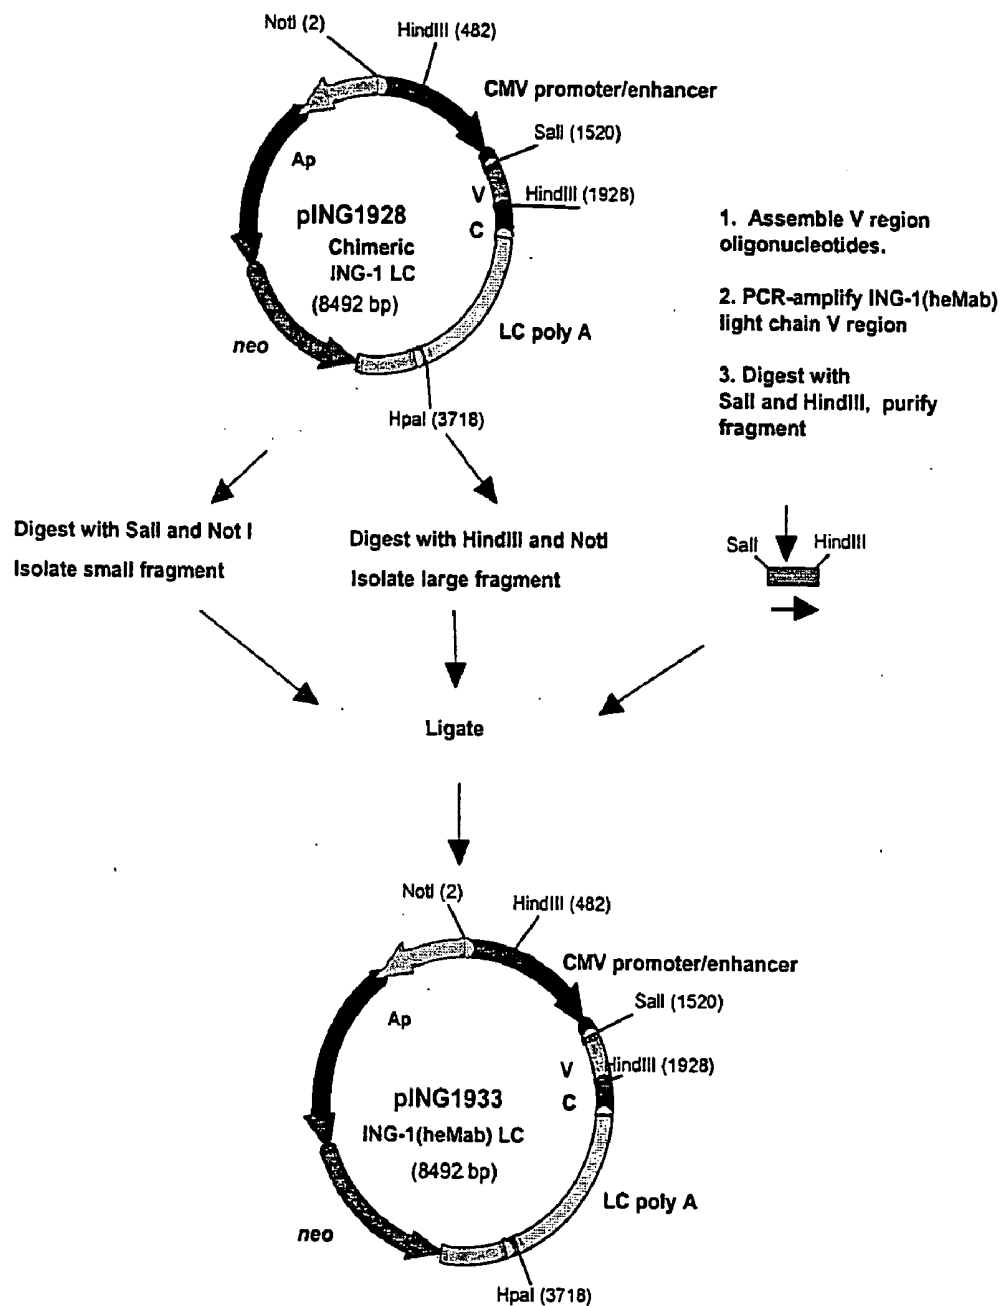 NotI (2)
HindIII (482)
CMV promoter/enhancer
SalI (1520)
Ap
V
HindIII (1928)
pING1928
C
Chimeric
ING-1 LC
(8492 bp)
LC poly A
neo
HpaI (3718)
1. Assemble V region
oligonucleotides.
2. PCR-amplify ING-1(heMab)
light chain V region
3. Digest with
SalI and HindIII, purify
fragment
Digest with SalI and Not I
Isolate small fragment
Digest with HindIII and NotI
Isolate large fragment
SalI
HindIII
Ligate
NotI (2)
HindIII (482)
CMV promoter/enhancer
SalI (1520)
Ap
V
HindIII (1928)
pING1933
C
ING-1(heMab) LC
(8492 bp)
LC poly A
neo
HpaI (3718)